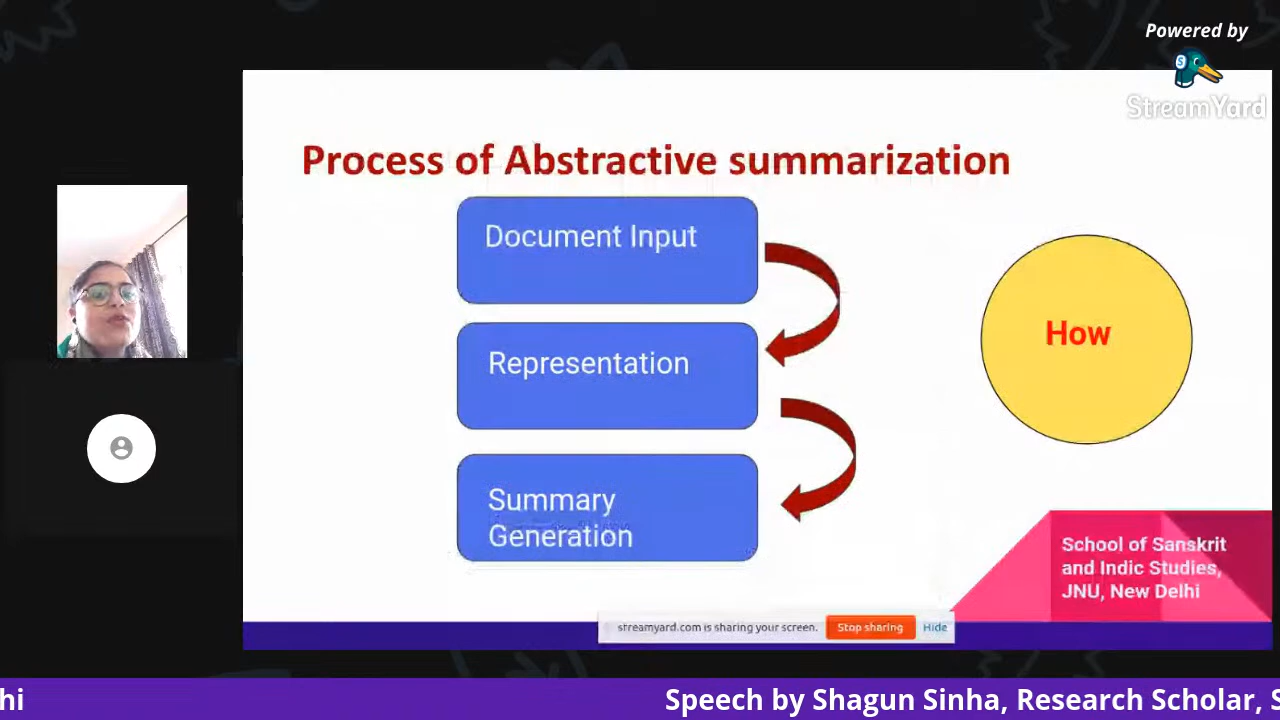 Powered by
StreamYard
Process of Abstractive summarization
Document Input
Representation
Summary
Generation
How
School of Sanskrit
and Indic Studies,
JNU, New Delhi
streamyard.com is sharing your screen. Stop sharing Hide
hi Speech by Shagun Sinha, Research Scholar, S